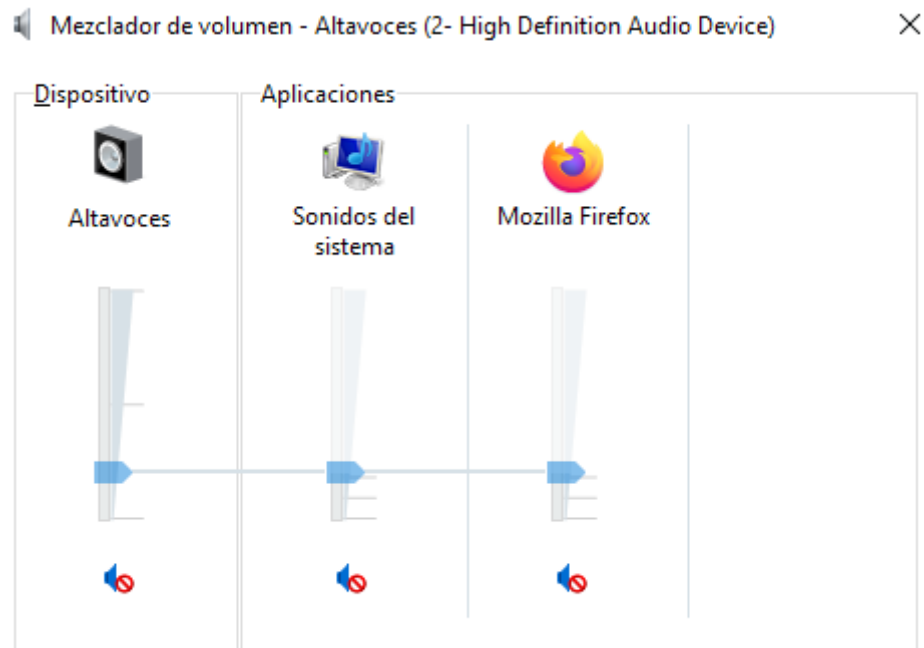 Mezclador de volumen - Altavoces (2- High Definition Audio Device)
Dispositivo
Aplicaciones
Altavoces
Sonidos del
sistema
Mozilla Firefox